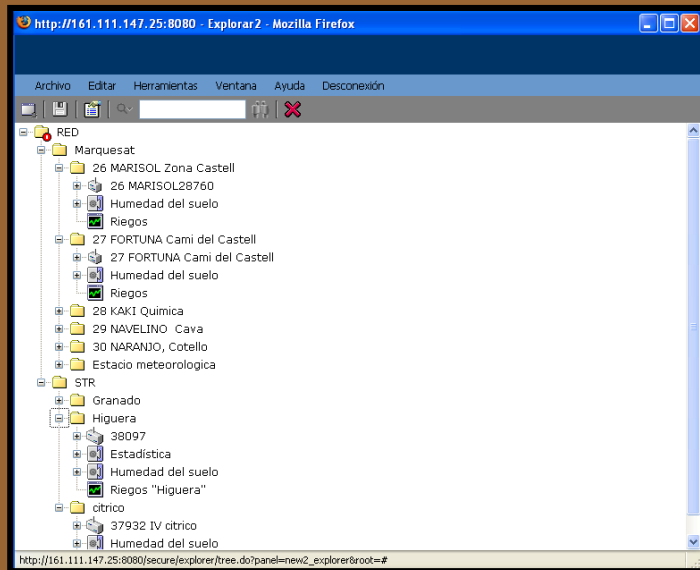 http://161.111.147.25:8080 - Explorar2 - Mozilla Firefox
Archivo Editar Herramientas Ventana Ayuda Desconexión
RED
Marquesat
26 MARISOL Zona Castell
26 MARISOL28760
Humedad del suelo
Riegos
27 FORTUNA Cami del Castell
27 FORTUNA Cami del Castell
Humedad del suelo
Riegos
28 KAKI Quimica
29 NAVELINO Cava
30 NARANJO, Cotello
Estacio meteorologica
STR
Granado
Higuera
38097
Estadística
Humedad del suelo
Riegos "Higuera"
citrico
37932 IV citrico
Humedad del suelo
http://161.111.147.25:8080/secure/explorer/tree.do?panel=new2_explorer&root=#